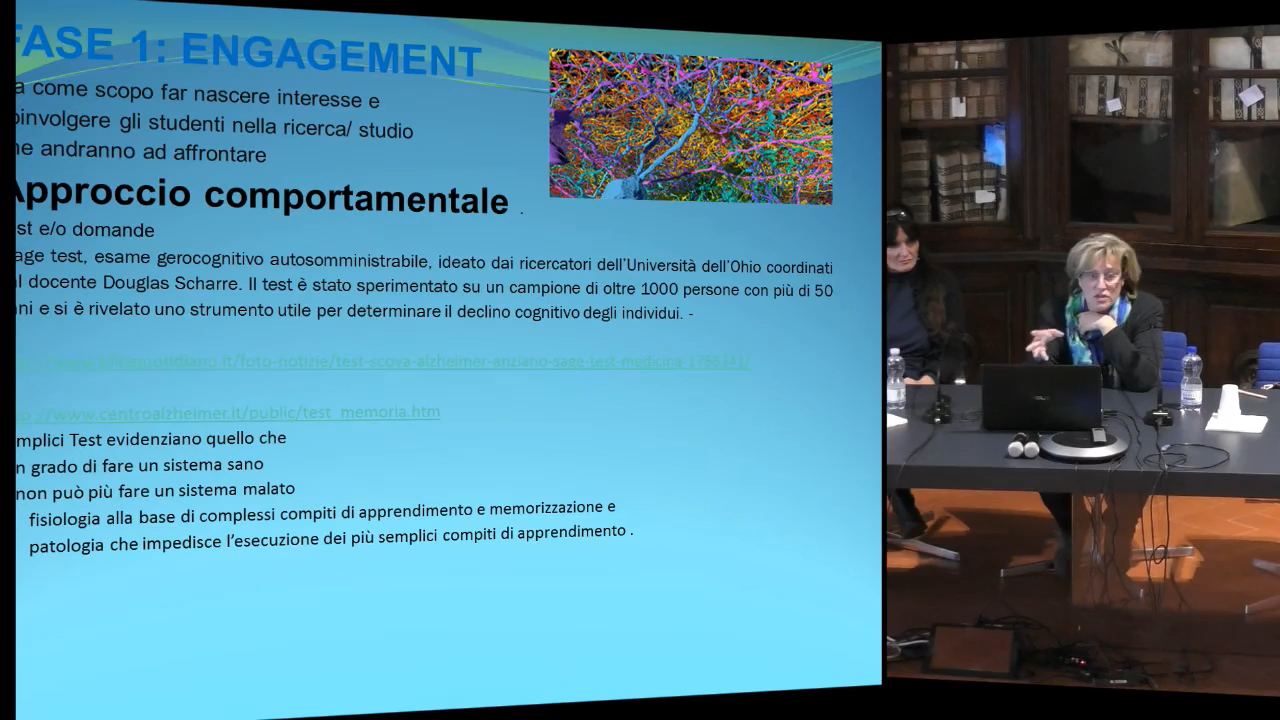 FASE 1: ENGAGEMENT
a come scopo far nascere interesse e
oinvolgere gli studenti nella ricerca/ studio
he andranno ad affrontare
Approccio comportamentale .
st e/o domande
age test, esame gerocognitivo autosomministrabile, ideato dai ricercatori dell'Università dell'Ohio coordinati
al docente Douglas Scharre. Il test è stato sperimentato su un campione di oltre 1000 persone con più di 50
nni e si è rivelato uno strumento utile per determinare il declino cognitivo degli individui. -
//www.centroalzheimer.it/public/test_memoria.htm
mplici Test evidenziano quello che
n grado di fare un sistema sano
non può più fare un sistema malato
fisiologia alla base di complessi compiti di apprendimento e memorizzazione e
patologia che impedisce l'esecuzione dei più semplici compiti di apprendimento .